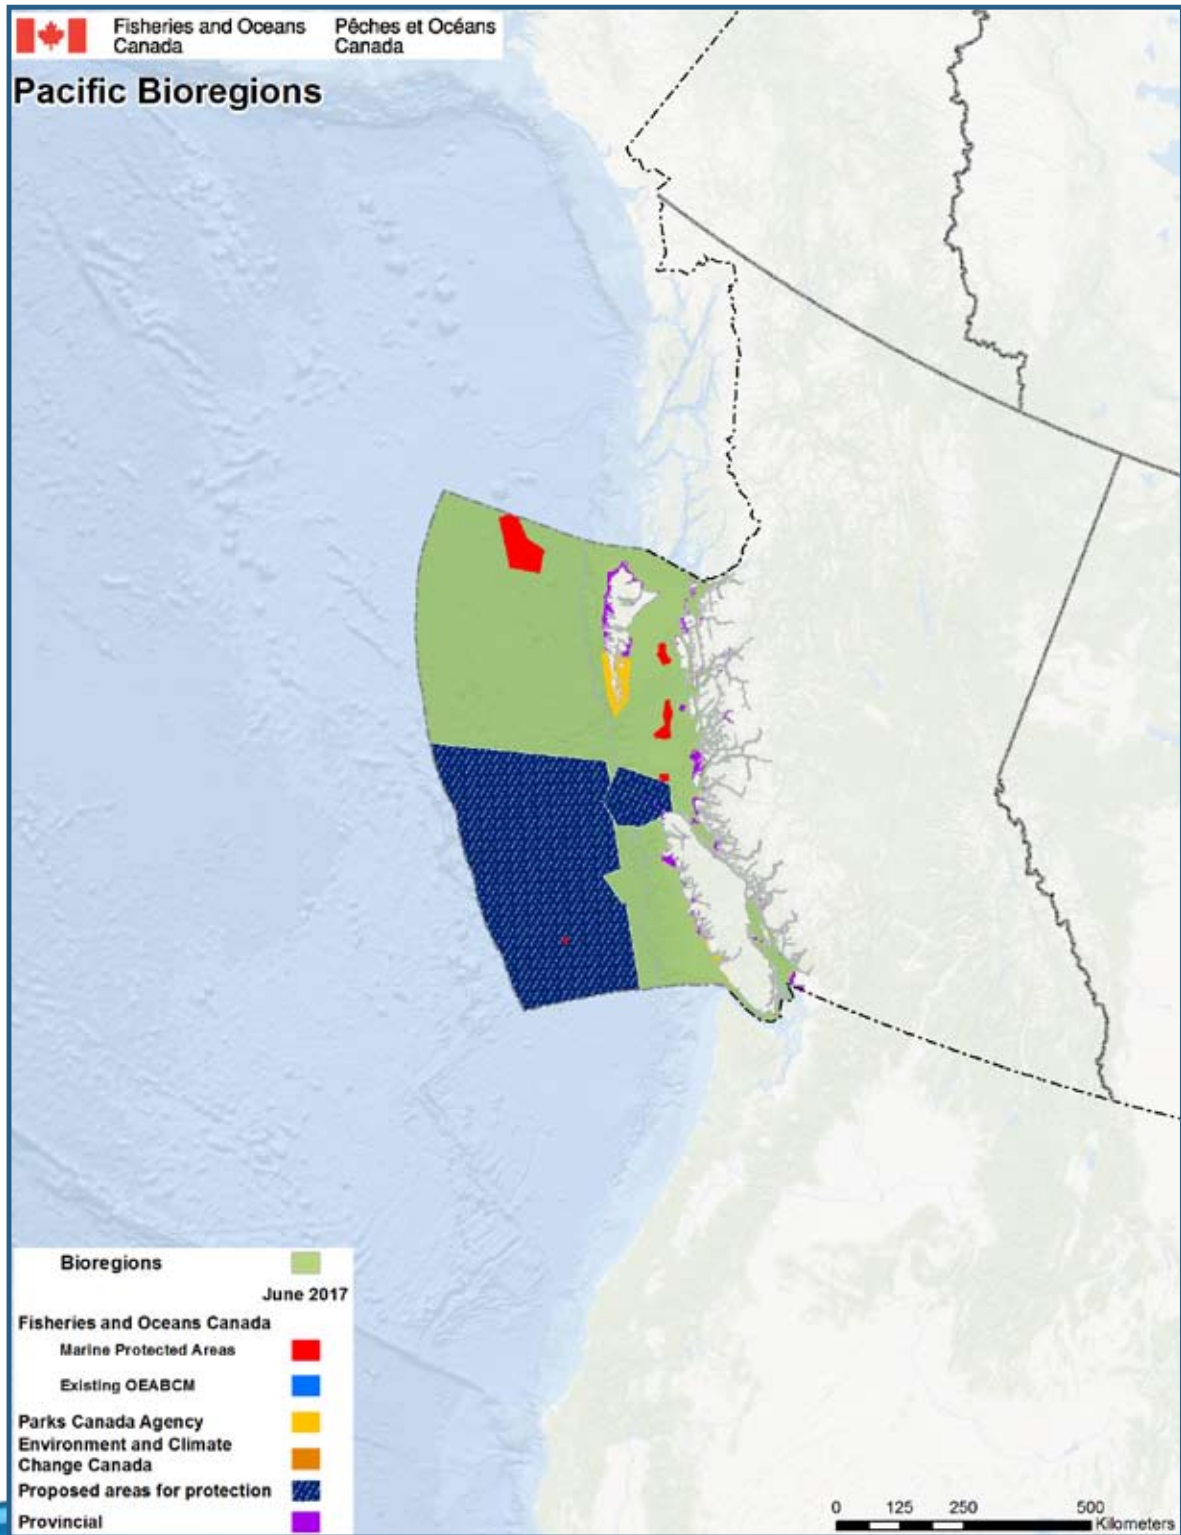 Fisheries and Oceans Canada
Pêches et Océans Canada
Pacific Bioregions
Bioregions
June 2017
Fisheries and Oceans Canada
Marine Protected Areas
Existing OEABCM
Parks Canada Agency
Environment and Climate
Change Canada
Proposed areas for protection
Provincial
0 125 250 500
Kilometers